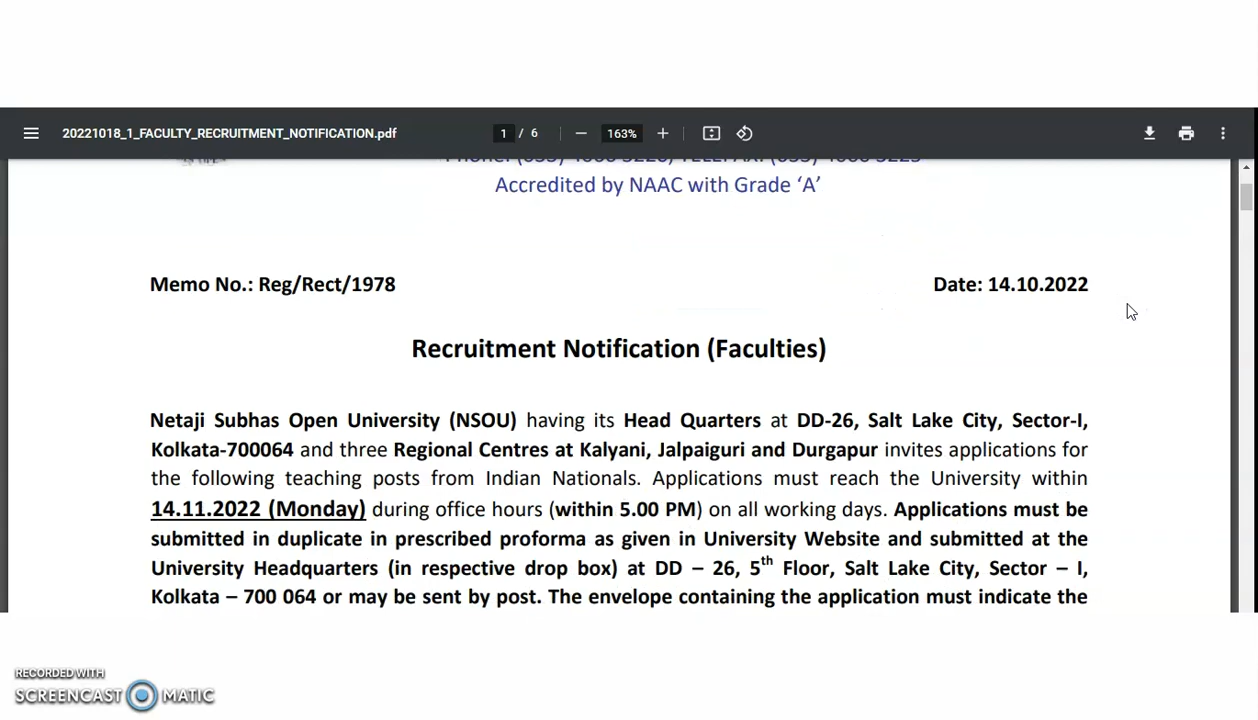 20221018_1_FACULTY_RECRUITMENT_NOTIFICATION.pdf 1 / 6 163%
Accredited by NAAC with Grade ‘A’
Memo No.: Reg/Rect/1978 Date: 14.10.2022
Recruitment Notification (Faculties)
Netaji Subhas Open University (NSOU) having its Head Quarters at DD-26, Salt Lake City, Sector-I,
Kolkata-700064 and three Regional Centres at Kalyani, Jalpaiguri and Durgapur invites applications for
the following teaching posts from Indian Nationals. Applications must reach the University within
14.11.2022 (Monday) during office hours (within 5.00 PM) on all working days. Applications must be
submitted in duplicate in prescribed proforma as given in University Website and submitted at the
University Headquarters (in respective drop box) at DD – 26, 5th Floor, Salt Lake City, Sector – I,
Kolkata – 700 064 or may be sent by post. The envelope containing the application must indicate the
RECORDED WITH
SCREENCAST MATIC